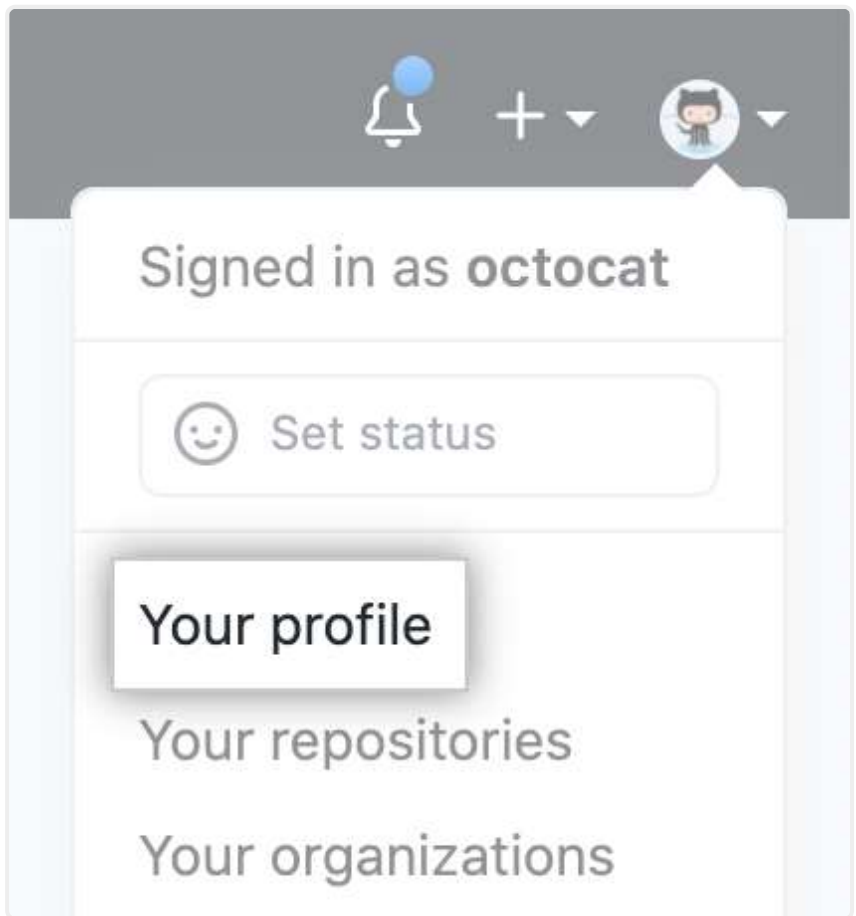 Signed in as octocat
Set status
Your profile
Your repositories
Your organizations